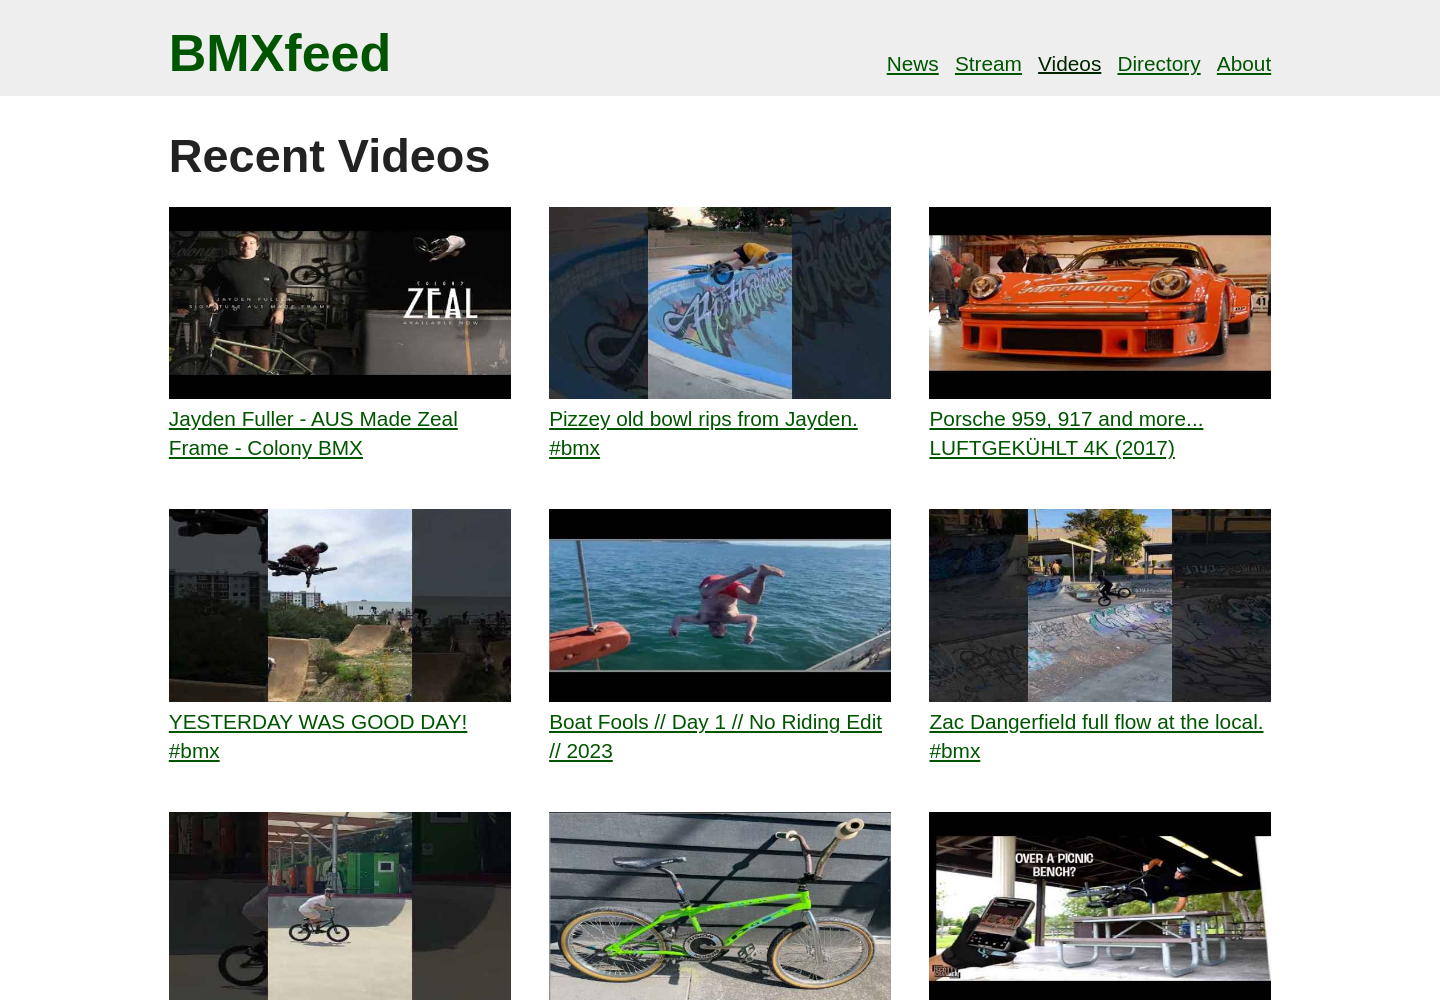 BMXfeed
News Stream Videos Directory About
Recent Videos
JAYDEN FULLER
SIGNATURE AUS MADE FRAME
COLONY
ZEAL
AVAILABLE NOW
Jägermeister
41
Jayden Fuller - AUS Made Zeal
Frame - Colony BMX
Pizzey old bowl rips from Jayden.
#bmx
Porsche 959, 917 and more...
LUFTGEKÜHLT 4K (2017)
YESTERDAY WAS GOOD DAY!
#bmx
Boat Fools // Day 1 // No Riding Edit
// 2023
Zac Dangerfield full flow at the local.
#bmx
OVER A PICNIC
BENCH?